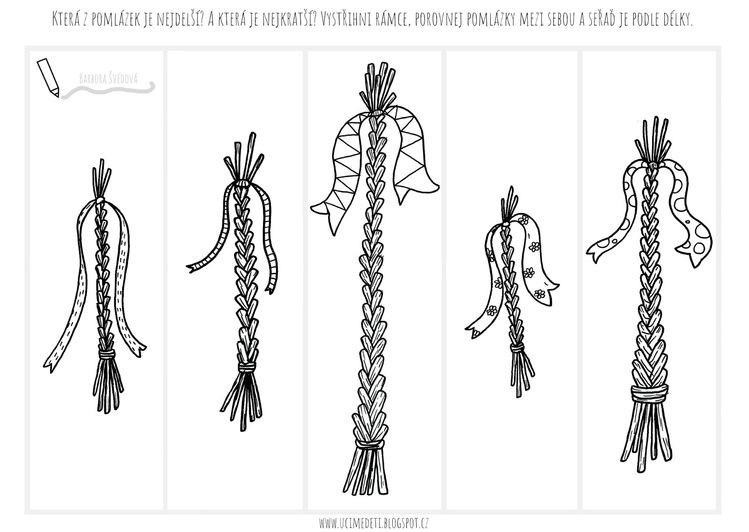 KTERÁ Z POMLÁZEK JE NEJDELŠÍ? A KTERÁ JE NEJKRATŠÍ? VYSTŘIHNI RÁMCE, POROVNEJ POMLÁZKY MEZI SEBOU A SEŘAĎ JE PODLE DÉLKY.
BARBORA ŠVÉDOVÁ
WWW.UCIMEDETI.BLOGSPOT.CZ